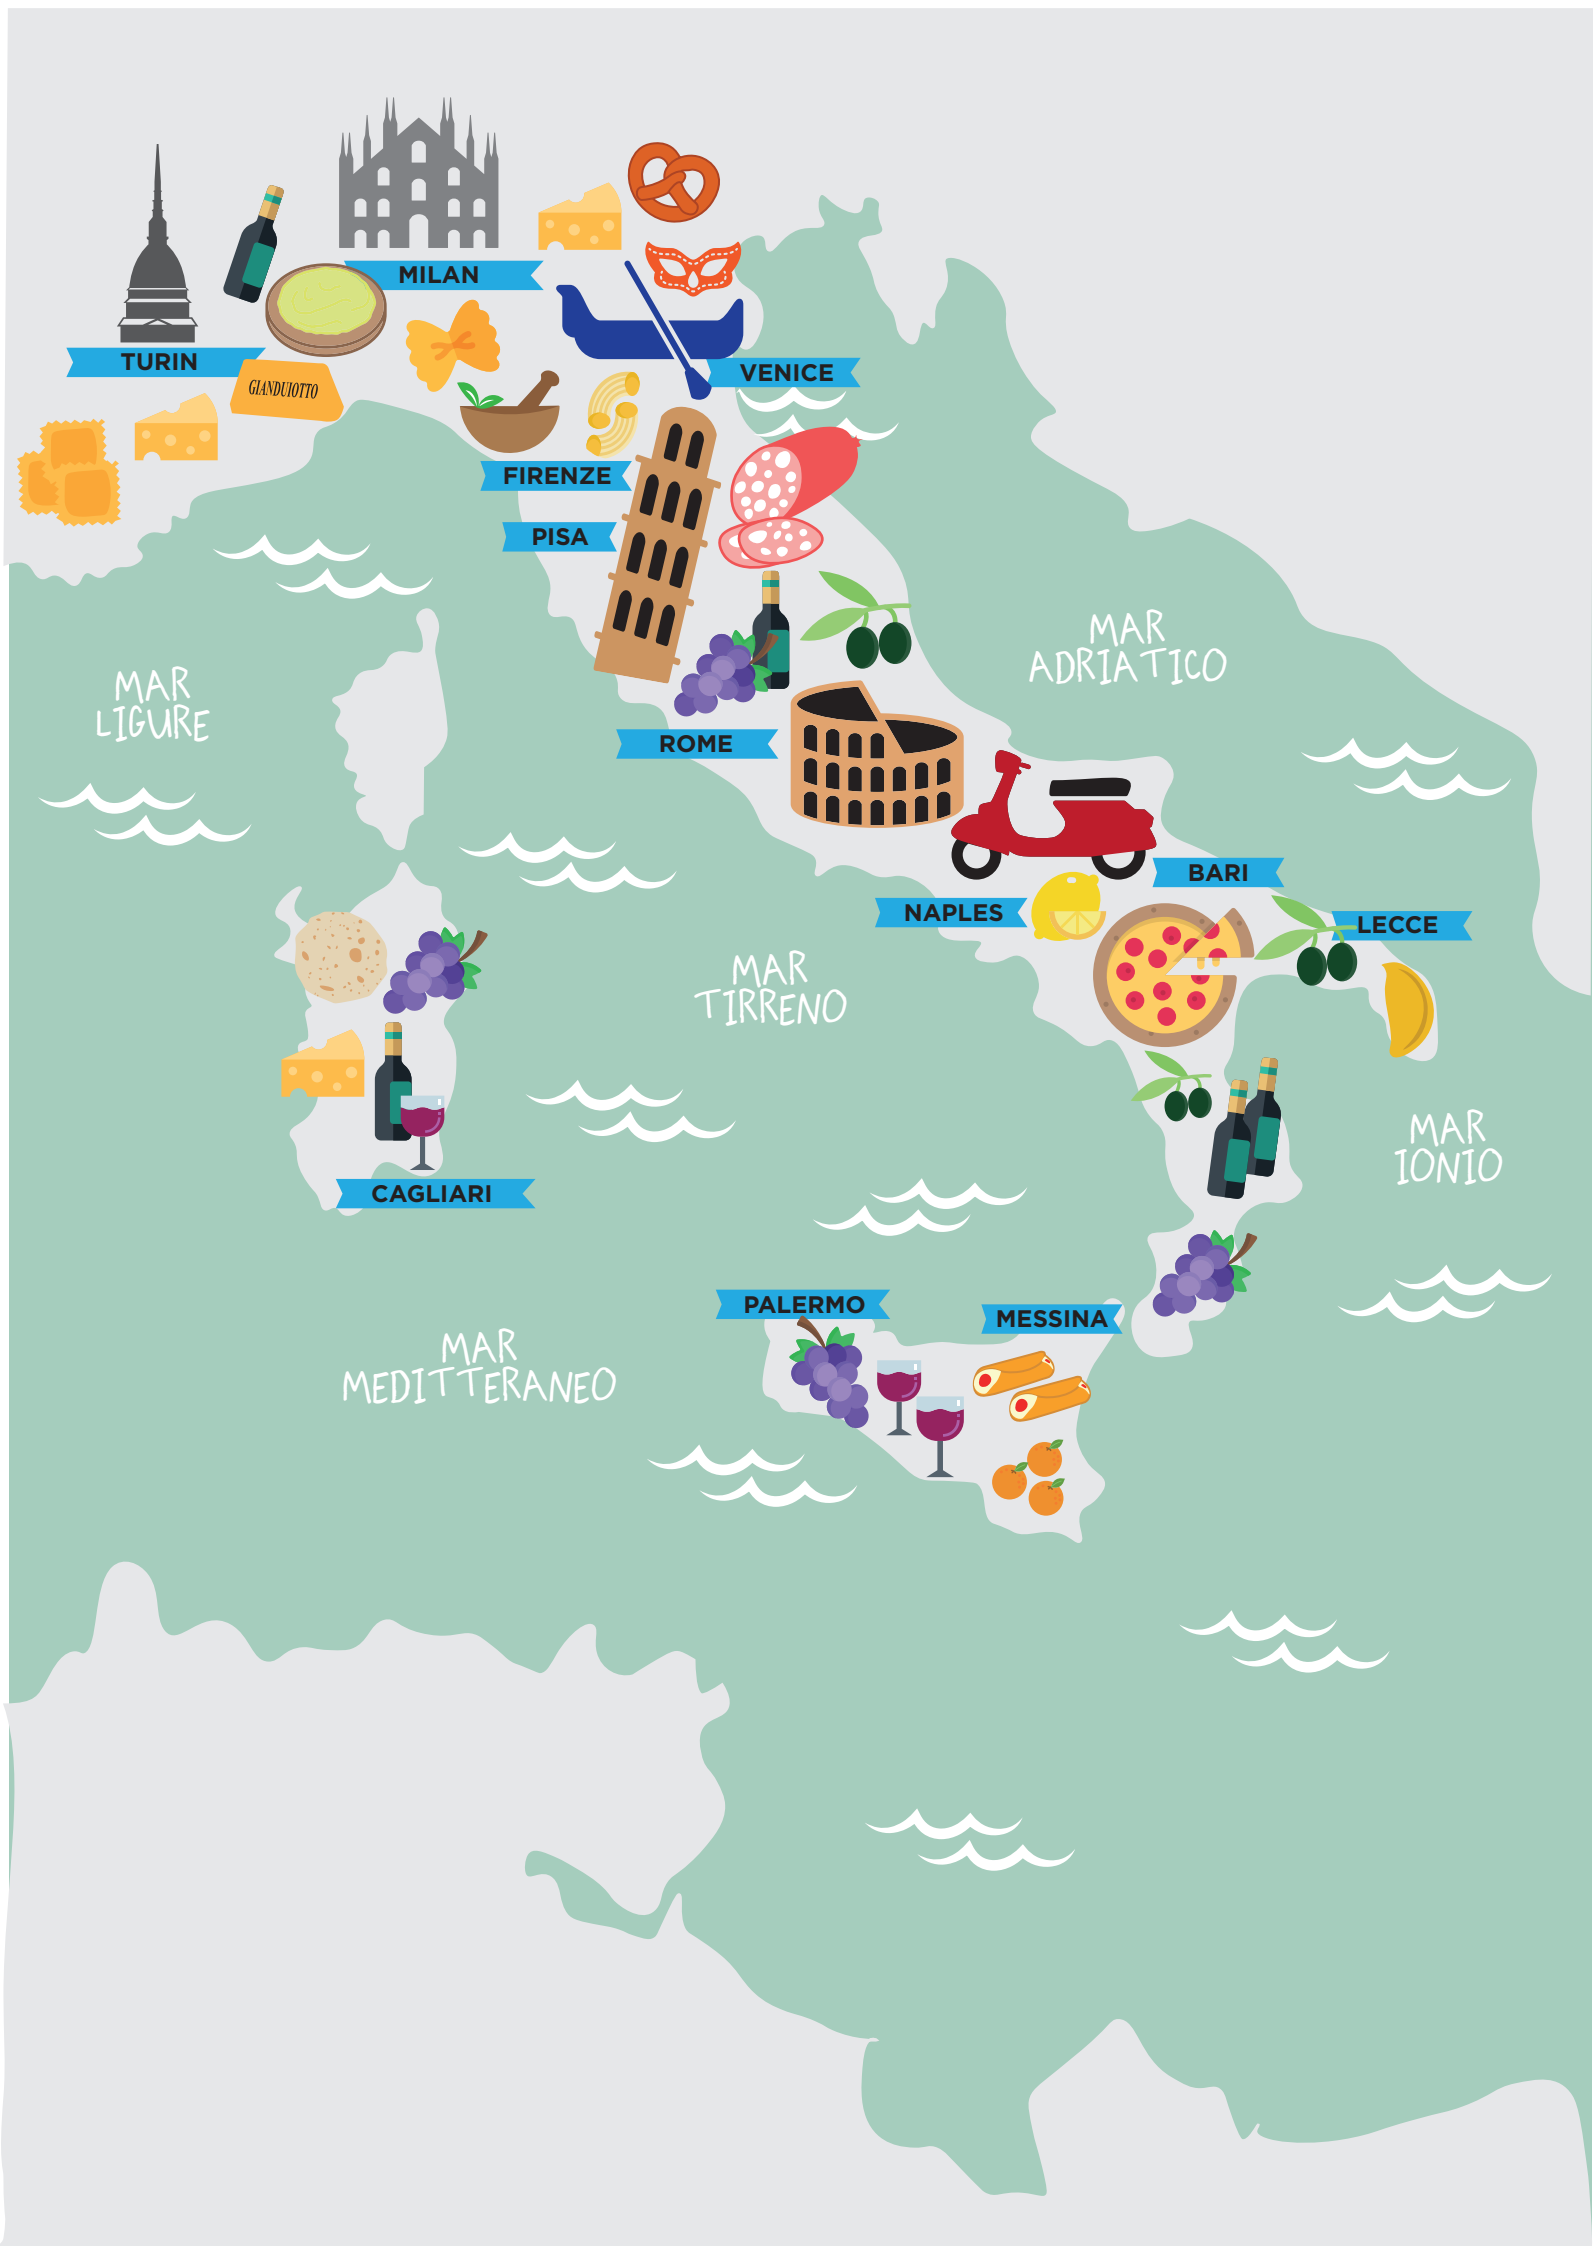 MILAN
TURIN
VENICE
GIANDUIOTTO
FIRENZE
PISA
MAR
ADRIATICO
MAR
LIGURE
ROME
BARI
NAPLES
LECCE
MAR
TIRRENO
MAR
IONIO
CAGLIARI
PALERMO
MESSINA
MAR
MEDITTERANEO